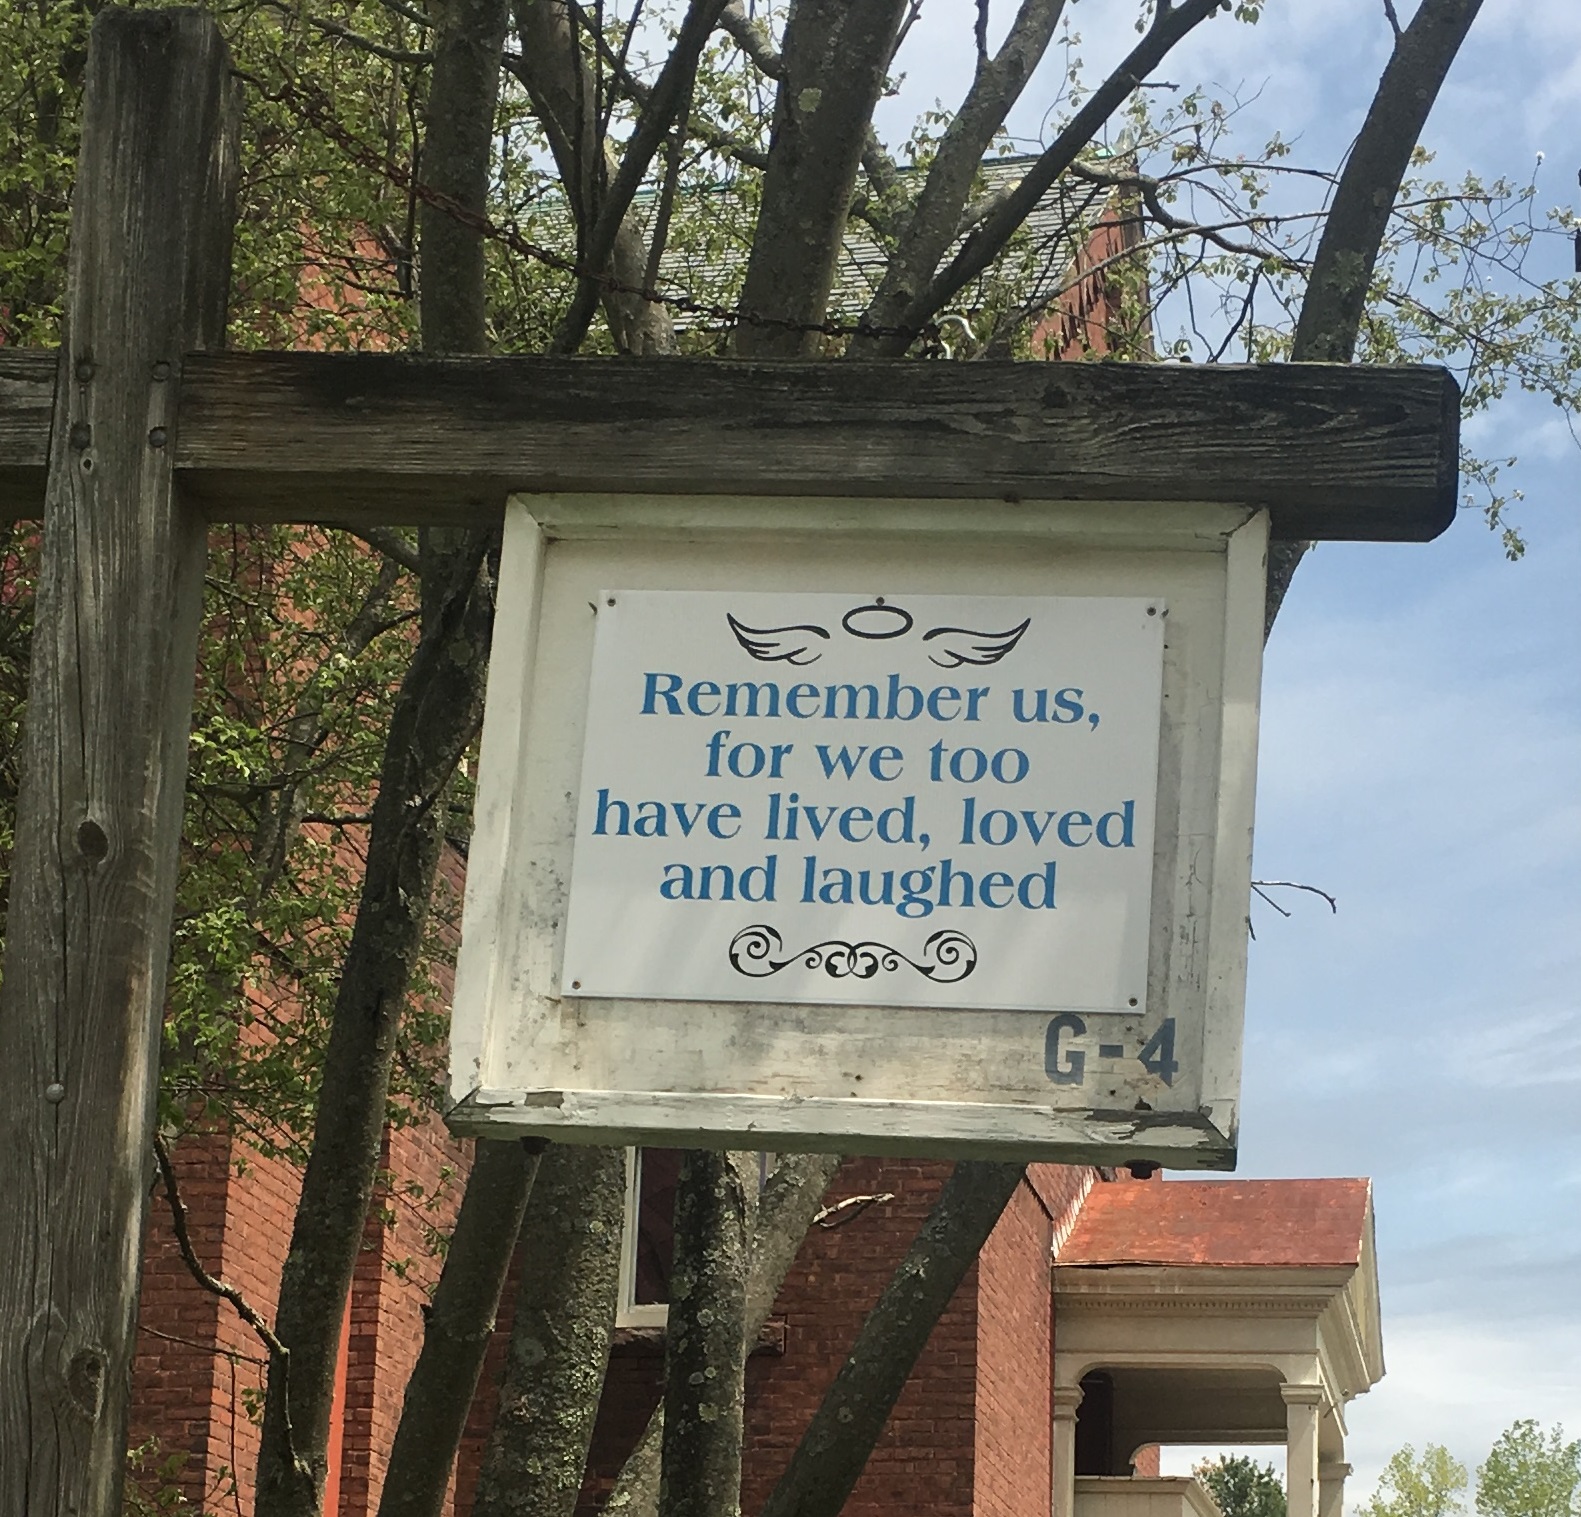 Remember us,
for we too
have lived, loved
and laughed
G-4